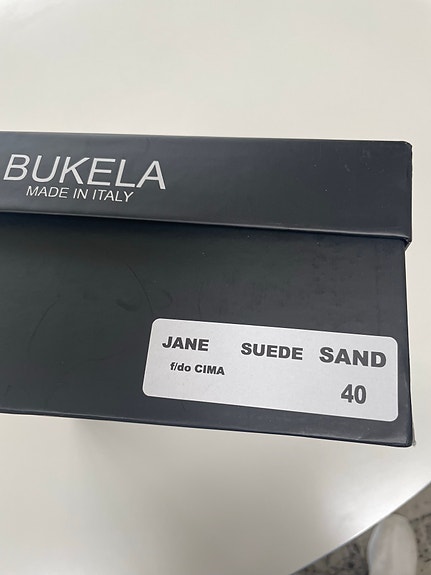 BUKELA
MADE IN ITALY
JANE SUEDE SAND
f/do CIMA
40